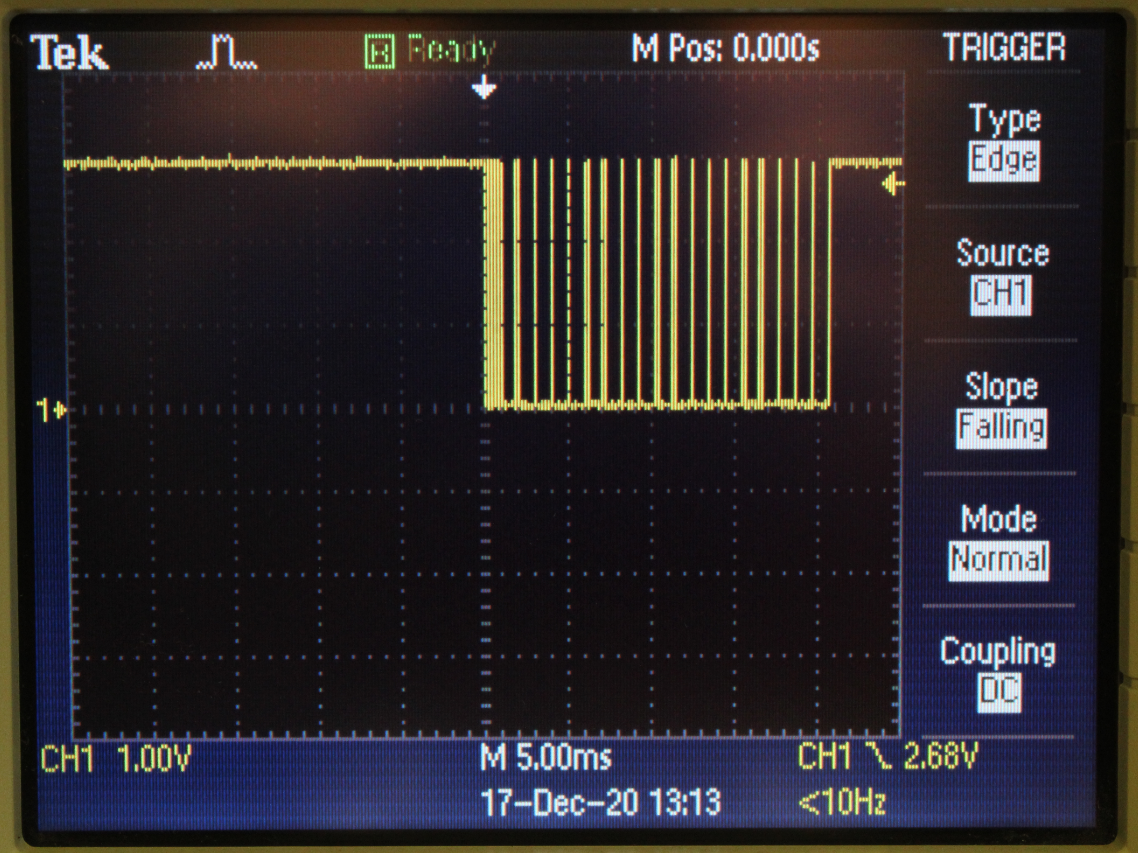 Tek R Ready M Pos: 0.000s TRIGGER
Type
Edge
Source
CH1
1
Slope
Falling
Mode
Normal
Coupling
DC
CH1 1.00V M 5.00ms CH1 2.68V
17-Dec-20 13:13 <10Hz